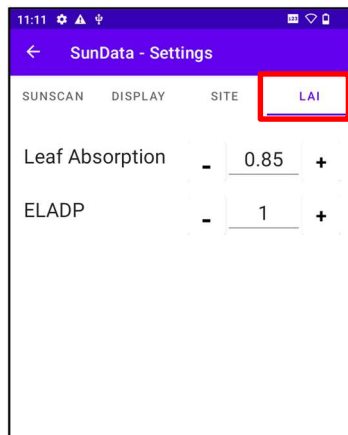 11:11
SunData - Settings
SUNSCAN DISPLAY SITE LAI
Leaf Absorption - 0.85 +
ELADP - 1 +